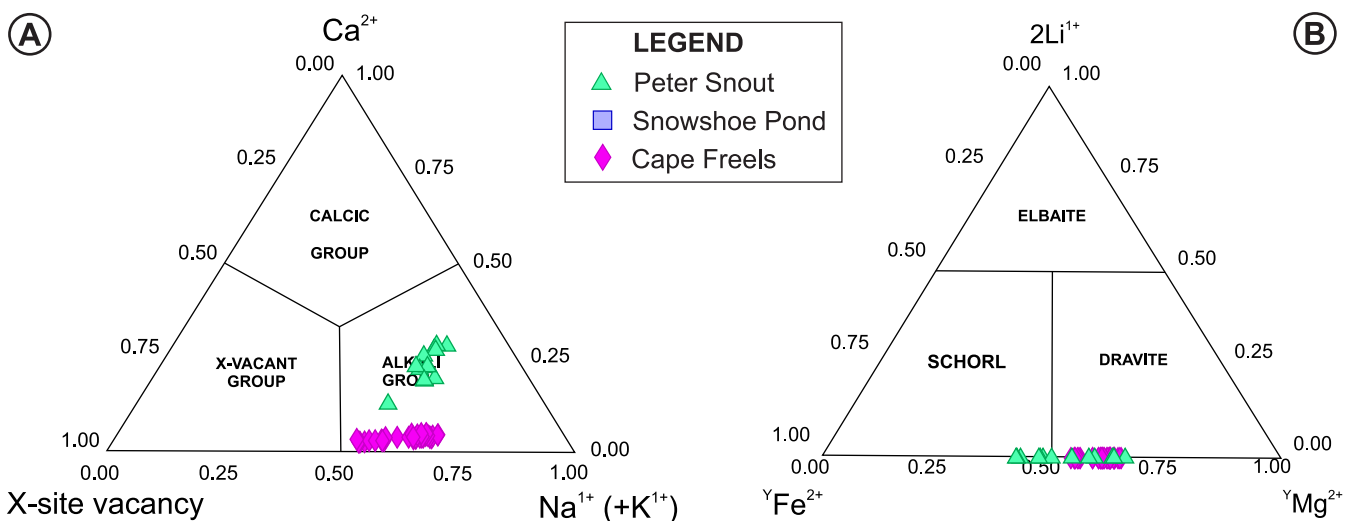 A
Ca2+
0.00 1.00
0.25
0.75
CALCIC
GROUP
0.50
0.50
0.75
0.25
X-VACANT
GROUP
1.00
0.00
0.00 0.25 0.50 0.75 1.00
X-site vacancy
Na1+ (+K1+)
LEGEND
Peter Snout
Snowshoe Pond
Cape Freels
B
2Li1+
0.00 1.00
0.25
0.75
ELBAITE
0.50
0.50
0.75
0.25
SCHORL
DRAVITE
1.00
0.00
0.00 0.25 0.50 0.75 1.00
YFe2+
YMg2+